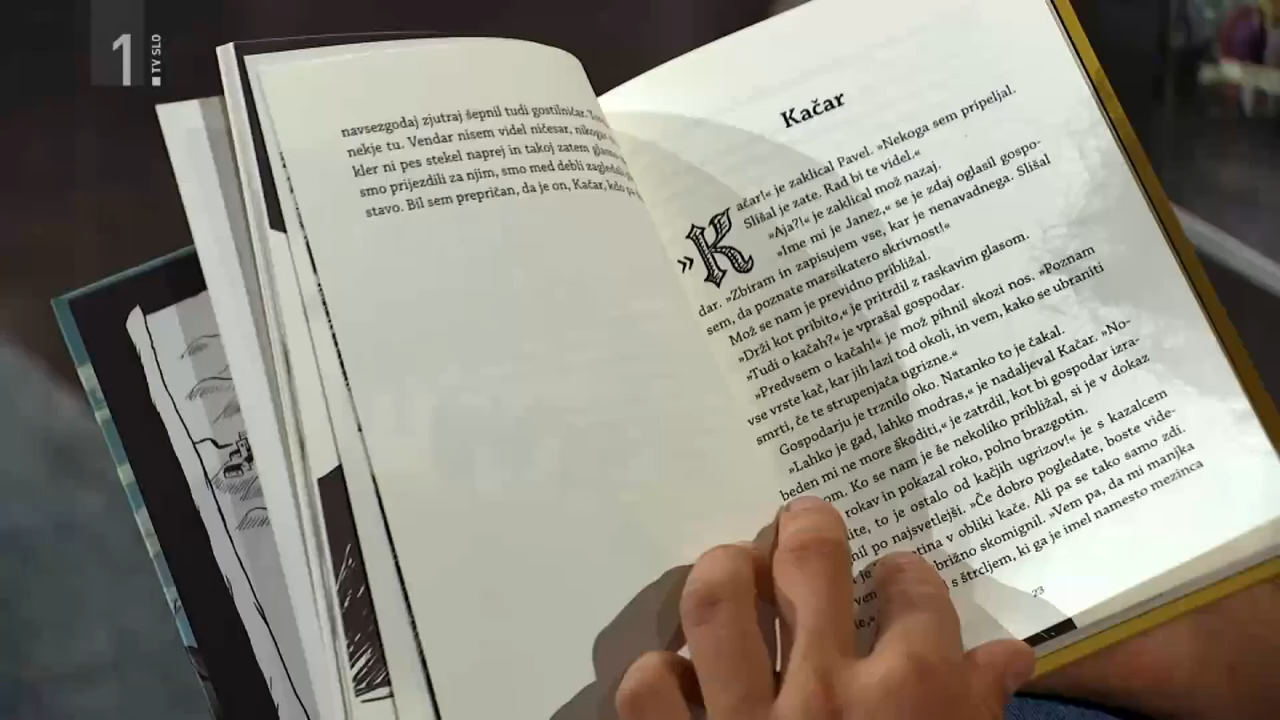 1
TV SLO
navsezgodaj zjutraj šepnil tudi gostilničar.
nekje tu. Vendar nisem videl ničesar,
kler ni pes stekel naprej in takoj zatem
smo prijezdili za njim, smo med debli
stavo. Bil sem prepričan, da je on, Kačar,
Kačar
»Kačar!« je zaklical Pavel. »Nekoga sem pripeljal.
Slišal je zate. Rad bi te videl.«
»Aja?!« je zaklical mož nazaj.
»Ime mi je Janez,« se je zdaj oglasil gospo-
dar. »Zbiram in zapisujem vse, kar je nenavadnega. Slišal
sem, da poznate marsikatero skrivnost!«
Mož se nam je previdno približal.
»Drži kot pribito,« je pritrdil z raskavim glasom.
»Tudi o kačah?« je vprašal gospodar.
»Predvsem o kačah!« je mož pihnil skozi nos. »Poznam
vse vrste kač, kar jih lazi tod okoli, in vem, kako se ubraniti
smrti, če te strupenjača ugrizne.«
Gospodarju je trznilo oko. Natanko to je čakal.
»Lahko je gad, lahko modras,« je nadaljeval Kačar. »No-
beden mi ne more škoditi,« je zatrdil, kot bi gospodar izra-
om. Ko se nam je še nekoliko približal, si je v dokaz
rokav in pokazal roko, polno brazgotin.
to je ostalo od kačjih ugrizov!« je s kazalcem
po najsvetlejši. »Če dobro pogledate, boste vide-
v obliki kače. Ali pa se tako samo zdi.
skomignil. »Vem pa, da mi manjka
s štrcljem, ki ga je imel namesto mezinca
23